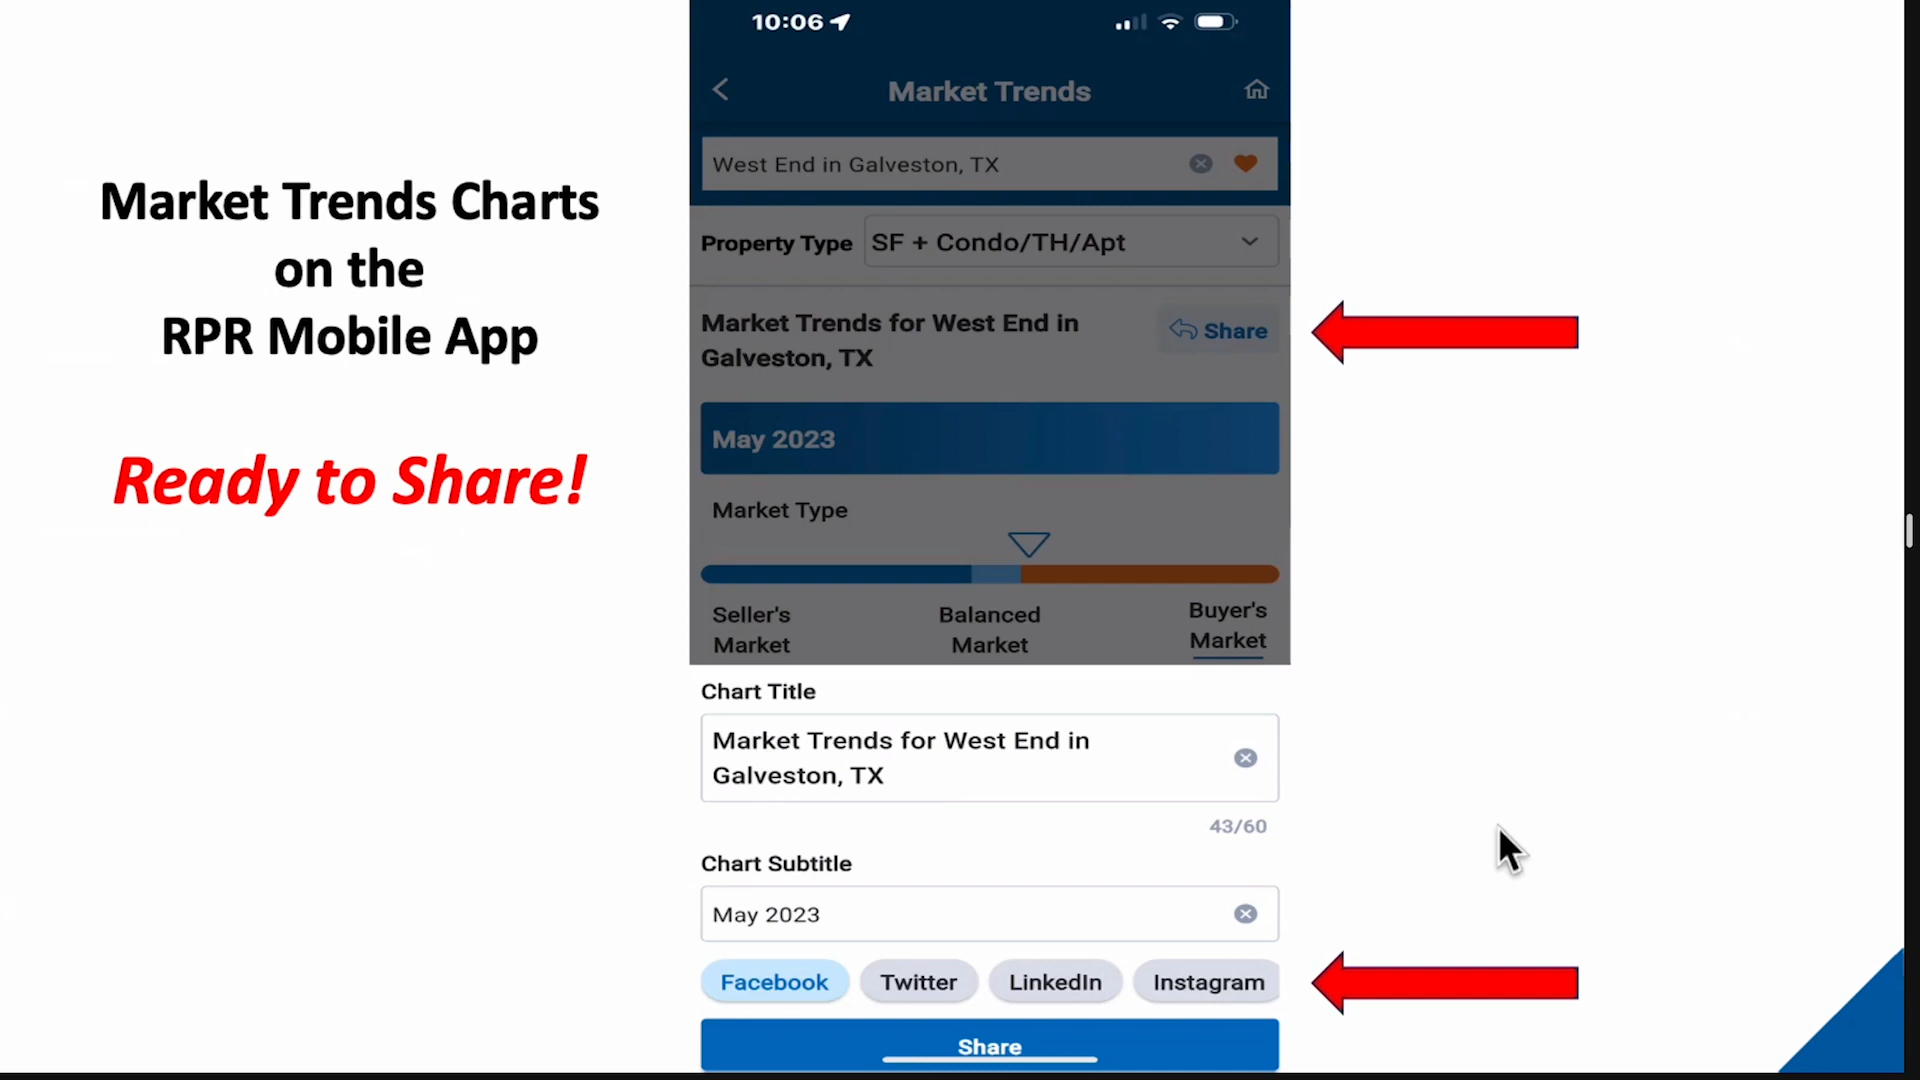 Market Trends Charts
on the
RPR Mobile App
Ready to Share!
10:06
Market Trends
West End in Galveston, TX
Property Type SF + Condo/TH/Apt
Market Trends for West End in
Galveston, TX
Share
May 2023
Market Type
Seller's
Market
Balanced
Market
Buyer's
Market
Chart Title
Market Trends for West End in
Galveston, TX
43/60
Chart Subtitle
May 2023
Facebook Twitter LinkedIn Instagram
Share